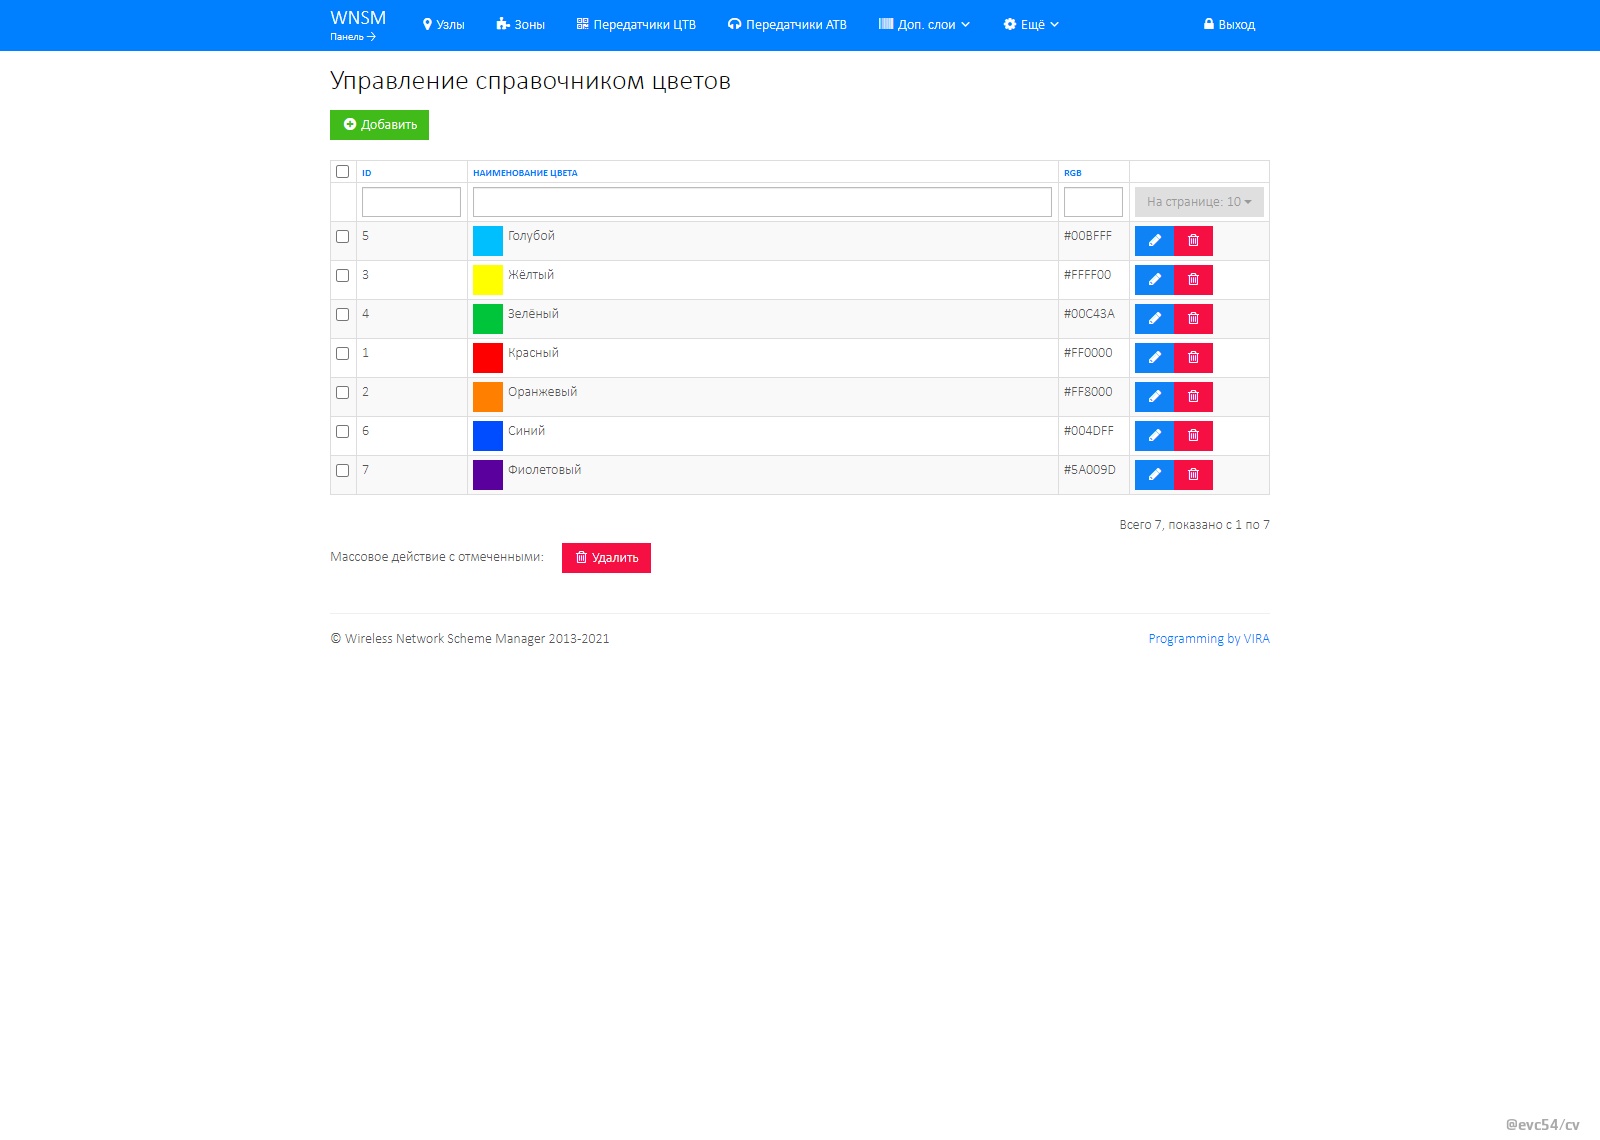 WNSM
Панель →
Узлы
Зоны
Передатчики ЦТВ
Передатчики АТВ
Доп. слои
Ещё
Выход
Управление справочником цветов
Добавить
ID НАИМЕНОВАНИЕ ЦВЕТА RGB
На странице: 10
5 Голубой #00BFFF
3 Жёлтый #FFFF00
4 Зелёный #00C43A
1 Красный #FF0000
2 Оранжевый #FF8000
6 Синий #004DFF
7 Фиолетовый #5A009D
Всего 7, показано с 1 по 7
Массовое действие с отмеченными: Удалить
© Wireless Network Scheme Manager 2013-2021 Programming by VIRA
@evc54/cv